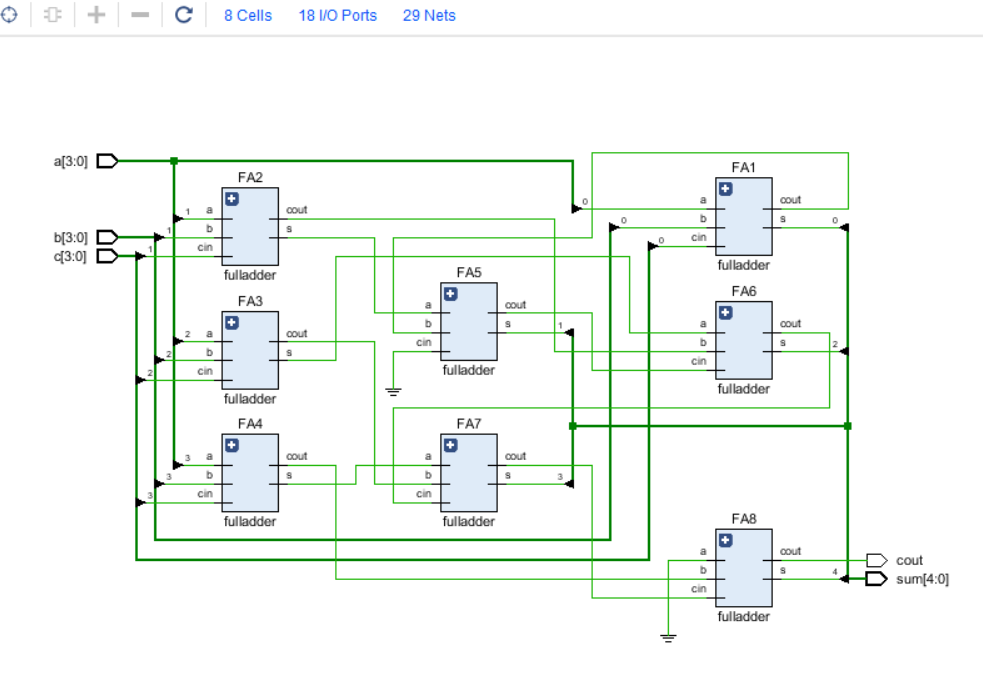 8 Cells 18 I/O Ports 29 Nets
a[3:0]
b[3:0]
c[3:0]
FA2
1 a cout
1 b s
1 cin
fulladder
FA3
2 a cout
2 b s
2 cin
fulladder
FA4
3 a cout
3 b s
3 cin
fulladder
FA5
a cout
b s 1
cin
fulladder
FA7
a cout
b s 3
cin
fulladder
FA1
0 a cout
0 b s 0
0 cin
fulladder
FA6
a cout
b s 2
cin
fulladder
FA8
a cout
b s 4
cin
fulladder
cout
sum[4:0]